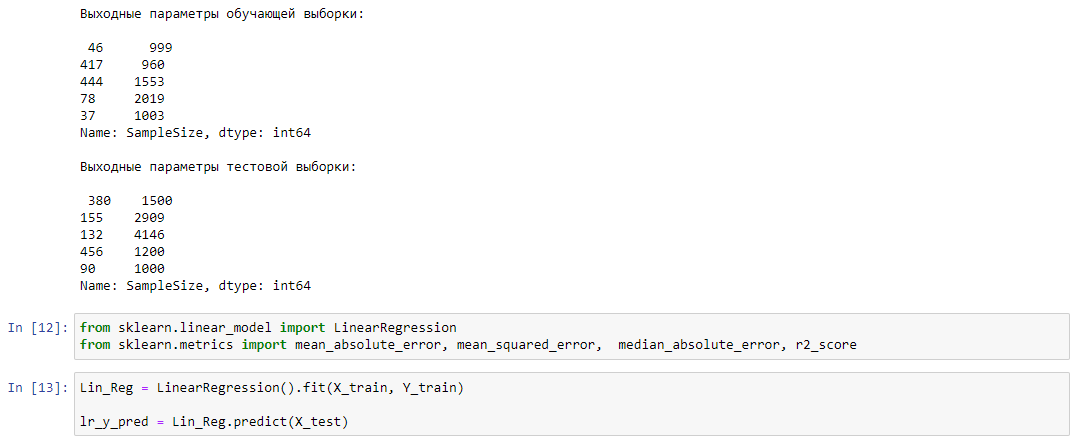 Выходные параметры обучающей выборки:
46 999
417 960
444 1553
78 2019
37 1003
Name: SampleSize, dtype: int64
Выходные параметры тестовой выборки:
380 1500
155 2909
132 4146
456 1200
90 1000
Name: SampleSize, dtype: int64
In [12]: from sklearn.linear_model import LinearRegression
from sklearn.metrics import mean_absolute_error, mean_squared_error,  median_absolute_error, r2_score
In [13]: Lin_Reg = LinearRegression().fit(X_train, Y_train)
lr_y_pred = Lin_Reg.predict(X_test)